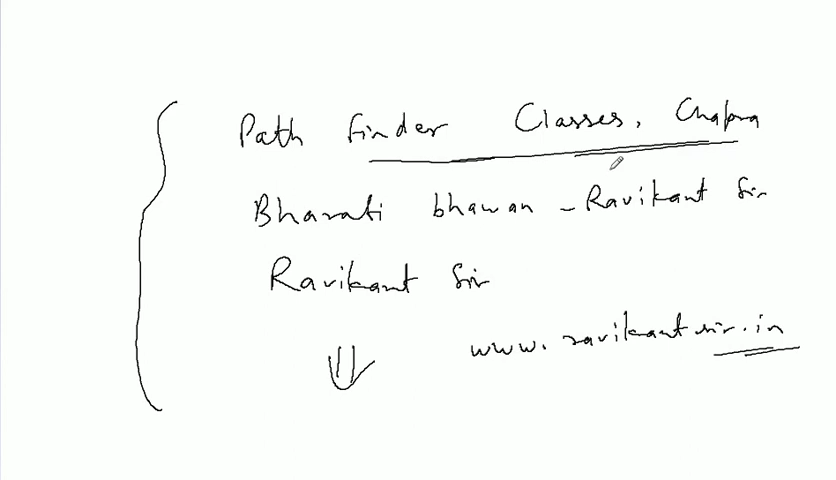 Path finder Classes, Chapra
Bharati bhawan - Ravikant Sir
Ravikant Sir
www.ravikantsir.in